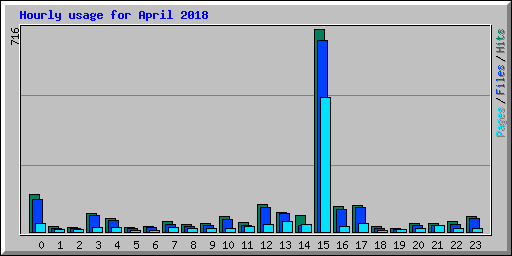 Hourly usage for April 2018
716
Pages/Files/Hits
0 1 2 3 4 5 6 7 8 9 10 11 12 13 14 15 16 17 18 19 20 21 22 23